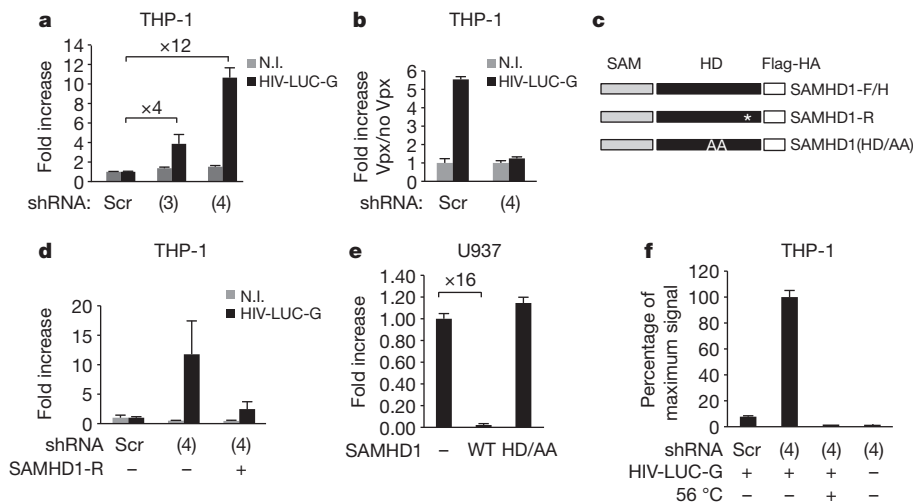 a
THP-1
Fold increase
14
12
10
8
6
4
2
0
×12
×4
N.I.
HIV-LUC-G
shRNA: Scr (3) (4)
b
THP-1
Fold increase
Vpx/no Vpx
6
5
4
3
2
1
0
N.I.
HIV-LUC-G
shRNA: Scr (4)
c
SAM HD Flag-HA
SAMHD1-F/H
* SAMHD1-R
AA SAMHD1(HD/AA)
d
THP-1
Fold increase
20
15
10
5
0
N.I.
HIV-LUC-G
shRNA Scr (4) (4)
SAMHD1-R – – +
e
U937
Fold increase
1.40
1.20
1.00
0.80
0.60
0.40
0.20
0.00
×16
SAMHD1 – WT HD/AA
f
THP-1
Percentage of
maximum signal
120
100
80
60
40
20
0
shRNA Scr (4) (4) (4)
HIV-LUC-G + + + –
56 °C – – + –